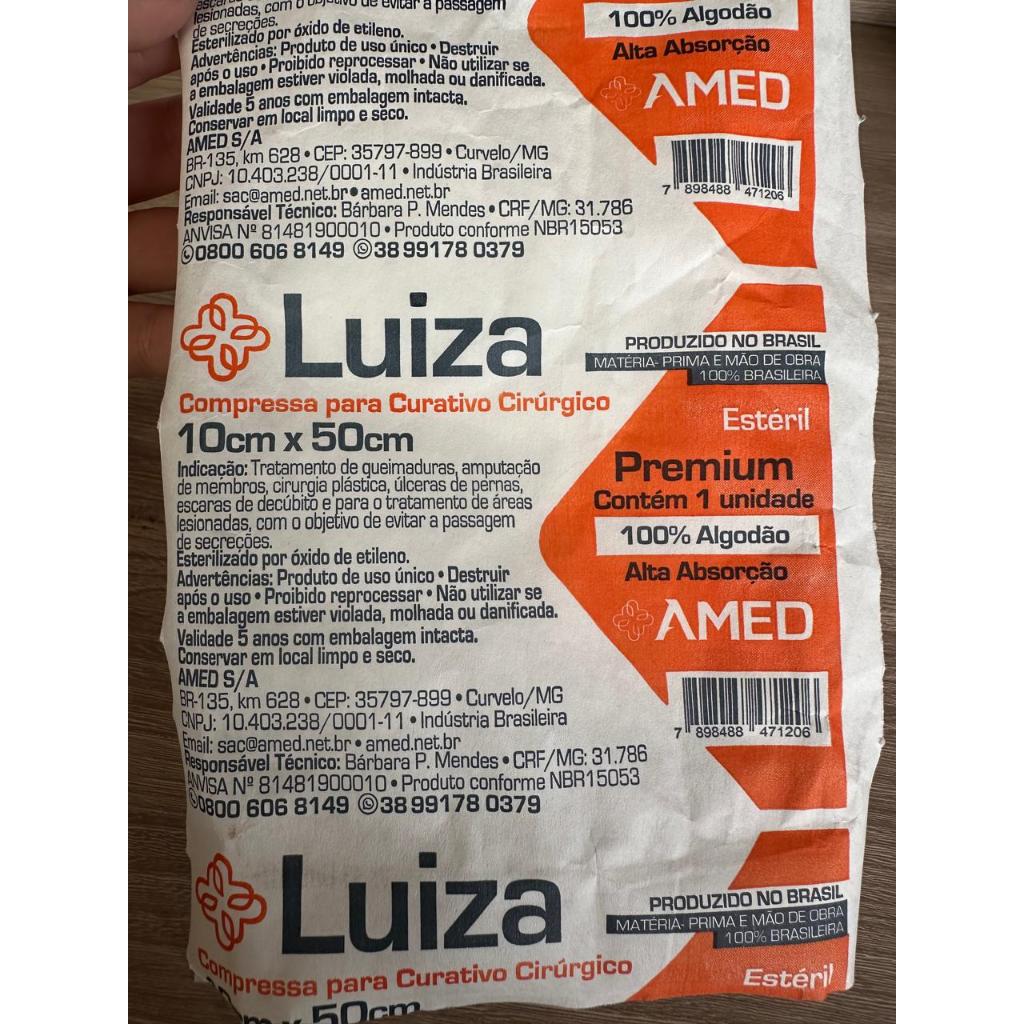 lesionadas, com o objetivo de evitar a passagem
de secreções.
Esterilizado por óxido de etileno.
Advertências: Produto de uso único • Destruir
após o uso • Proibido reprocessar • Não utilizar se
a embalagem estiver violada, molhada ou danificada.
Validade 5 anos com embalagem intacta.
Conservar em local limpo e seco.
AMED S/A
BR-135, km 628 • CEP: 35797-899 • Curvelo/MG
CNPJ: 10.403.238/0001-11 • Indústria Brasileira
Email: sac@amed.net.br • amed.net.br
Responsável Técnico: Bárbara P. Mendes • CRF/MG: 31.786
ANVISA Nº 81481900010 • Produto conforme NBR15053
0800 606 8149 38 99178 0379
100% Algodão
Alta Absorção
AMED
7 898488 471206
Luiza
Compressa para Curativo Cirúrgico
10cm x 50cm
Indicação: Tratamento de queimaduras, amputação
de membros, cirurgia plástica, úlceras de pernas,
escaras de decúbito e para o tratamento de áreas
lesionadas, com o objetivo de evitar a passagem
de secreções.
Esterilizado por óxido de etileno.
Advertências: Produto de uso único • Destruir
após o uso • Proibido reprocessar • Não utilizar se
a embalagem estiver violada, molhada ou danificada.
Validade 5 anos com embalagem intacta.
Conservar em local limpo e seco.
AMED S/A
BR-135, km 628 • CEP: 35797-899 • Curvelo/MG
CNPJ: 10.403.238/0001-11 • Indústria Brasileira
Email: sac@amed.net.br • amed.net.br
Responsável Técnico: Bárbara P. Mendes • CRF/MG: 31.786
ANVISA Nº 81481900010 • Produto conforme NBR15053
0800 606 8149 38 99178 0379
PRODUZIDO NO BRASIL
MATÉRIA- PRIMA E MÃO DE OBRA
100% BRASILEIRA
Estéril
Premium
Contém 1 unidade
100% Algodão
Alta Absorção
AMED
7 898488 471206
Luiza
Compressa para Curativo Cirúrgico
50cm
PRODUZIDO NO BRASIL
MATÉRIA- PRIMA E MÃO DE OBRA
100% BRASILEIRA
Estéril